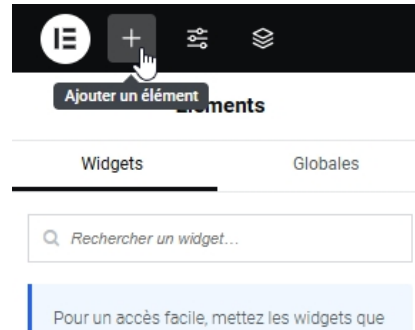 Ajouter un élément
Éléments
Widgets Globales
Rechercher un widget...
Pour un accès facile, mettez les widgets que